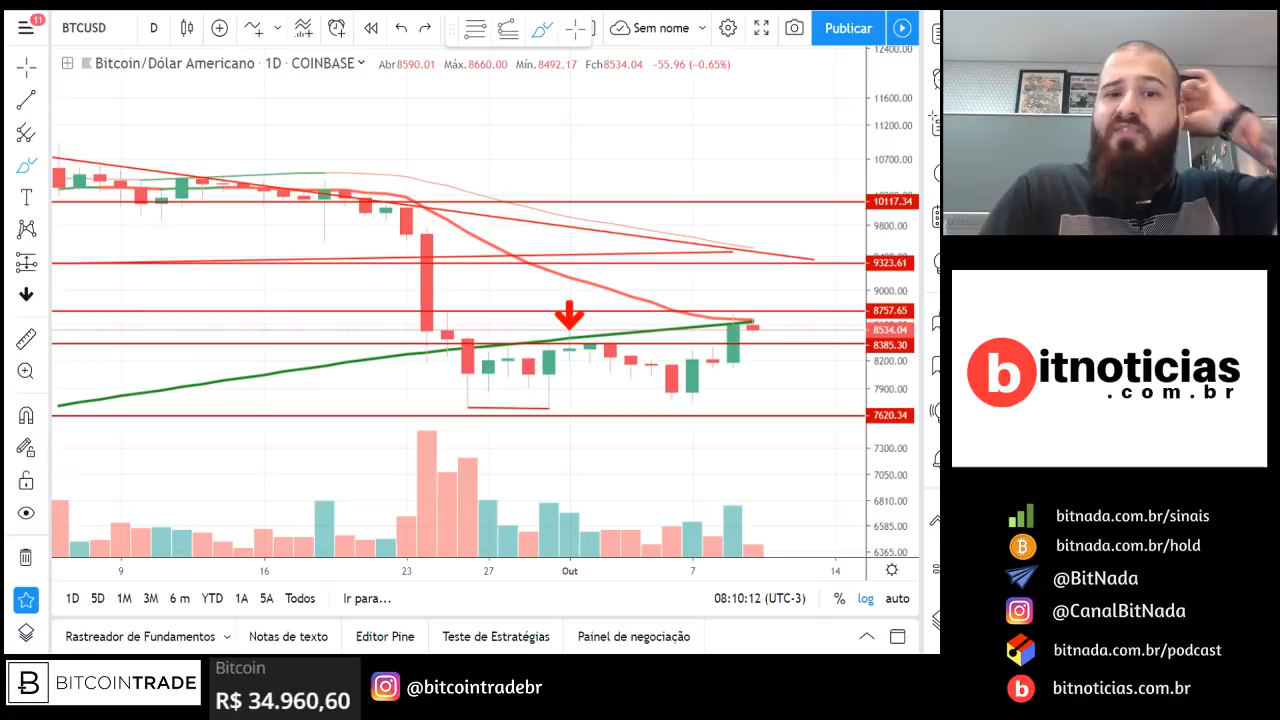 11
BTCUSD
D
Sem nome
Publicar
Bitcoin/Dólar Americano · 1D · COINBASE
Abr8590.01 Máx.8660.00 Mín.8492.17 Fch8534.04 −55.96 (−0.65%)
12400.00
11600.00
11200.00
10700.00
10117.34
9800.00
9323.61
9000.00
8757.65
8534.04
8385.30
8200.00
7900.00
7620.34
7300.00
7050.00
6810.00
6585.00
6365.00
9 16 23 27 Out 7 14
1D 5D 1M 3M 6 m YTD 1A 5A Todos Ir para... 08:10:12 (UTC-3) % log auto
Rastreador de Fundamentos Notas de texto Editor Pine Teste de Estratégias Painel de negociação
b bitnoticias
.com.br
bitnada.com.br/sinais
bitnada.com.br/hold
@BitNada
@CanalBitNada
bitnada.com.br/podcast
b bitnoticias.com.br
BITCOINTRADE
Bitcoin
R$ 34.960,60
@bitcointradebr